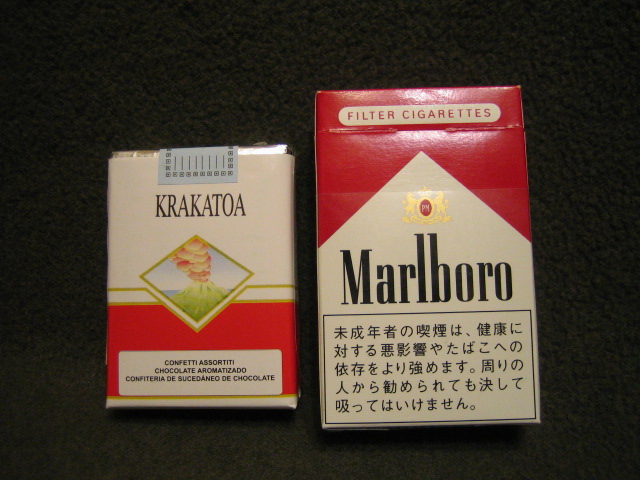 KRAKATOA
CONFETTI ASSORTITI
CHOCOLATE AROMATIZADO
CONFITERIA DE SUCEDÁNEO DE CHOCOLATE
FILTER CIGARETTES
PM
Marlboro
未成年者の喫煙は、健康に
対する悪影響やたばこへの
依存をより強めます。周りの
人から勧められても決して
吸ってはいけません。